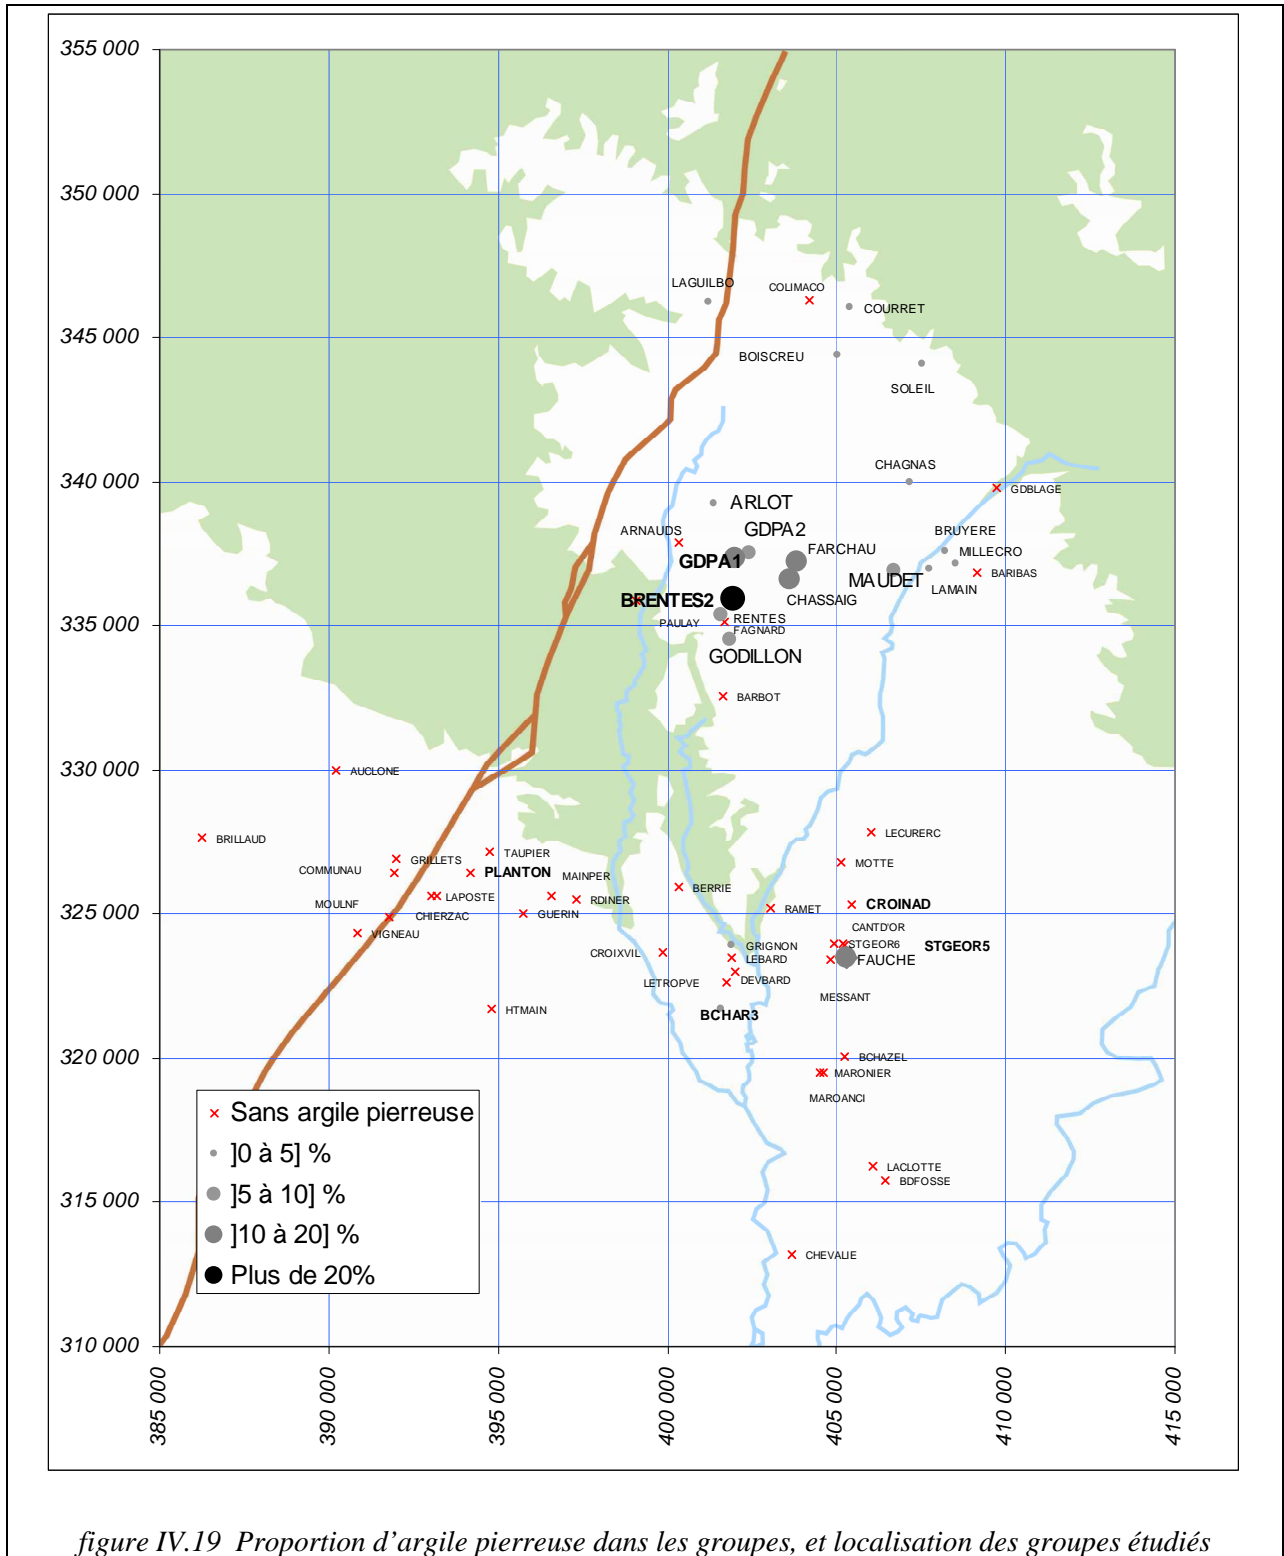 355 000
350 000
LAGUILBO
COLIMACO
COURRET
345 000
BOISCREU
SOLEIL
CHAGNAS
340 000
GDBLAGE
ARLOT
ARNAUDS
GDPA2
BRUYERE
FARCHAU
MILLECRO
GDPA1
BARIBAS
MAUDET
LAMAIN
BRENTES2
CHASSAIG
335 000
PAULAY
RENTES
FAGNARD
GODILLON
BARBOT
330 000
AUCLONE
BRILLAUD
LECURERC
TAUPIER
GRILLETS
MOTTE
COMMUNAU
PLANTON
MAINPER
BERRIE
MOULNF
LAPOSTE
RDINER
CROINAD
325 000
CHIERZAC
GUERIN
RAMET
CANTD'OR
VIGNEAU
STGEOR6
STGEOR5
GRIGNON
CROIXVIL
LEBARD
FAUCHE
LETROPVE
DEVBARD
MESSANT
HTMAIN
BCHAR3
320 000
BCHAZEL
MARONIER
MAROANCI
Sans argile pierreuse
]0 à 5] %
LACLOTTE
BDFOSSE
315 000
]5 à 10] %
]10 à 20] %
CHEVALIE
Plus de 20%
310 000
385 000
390 000
395 000
400 000
405 000
410 000
415 000
figure IV.19 Proportion d'argile pierreuse dans les groupes, et localisation des groupes étudiés